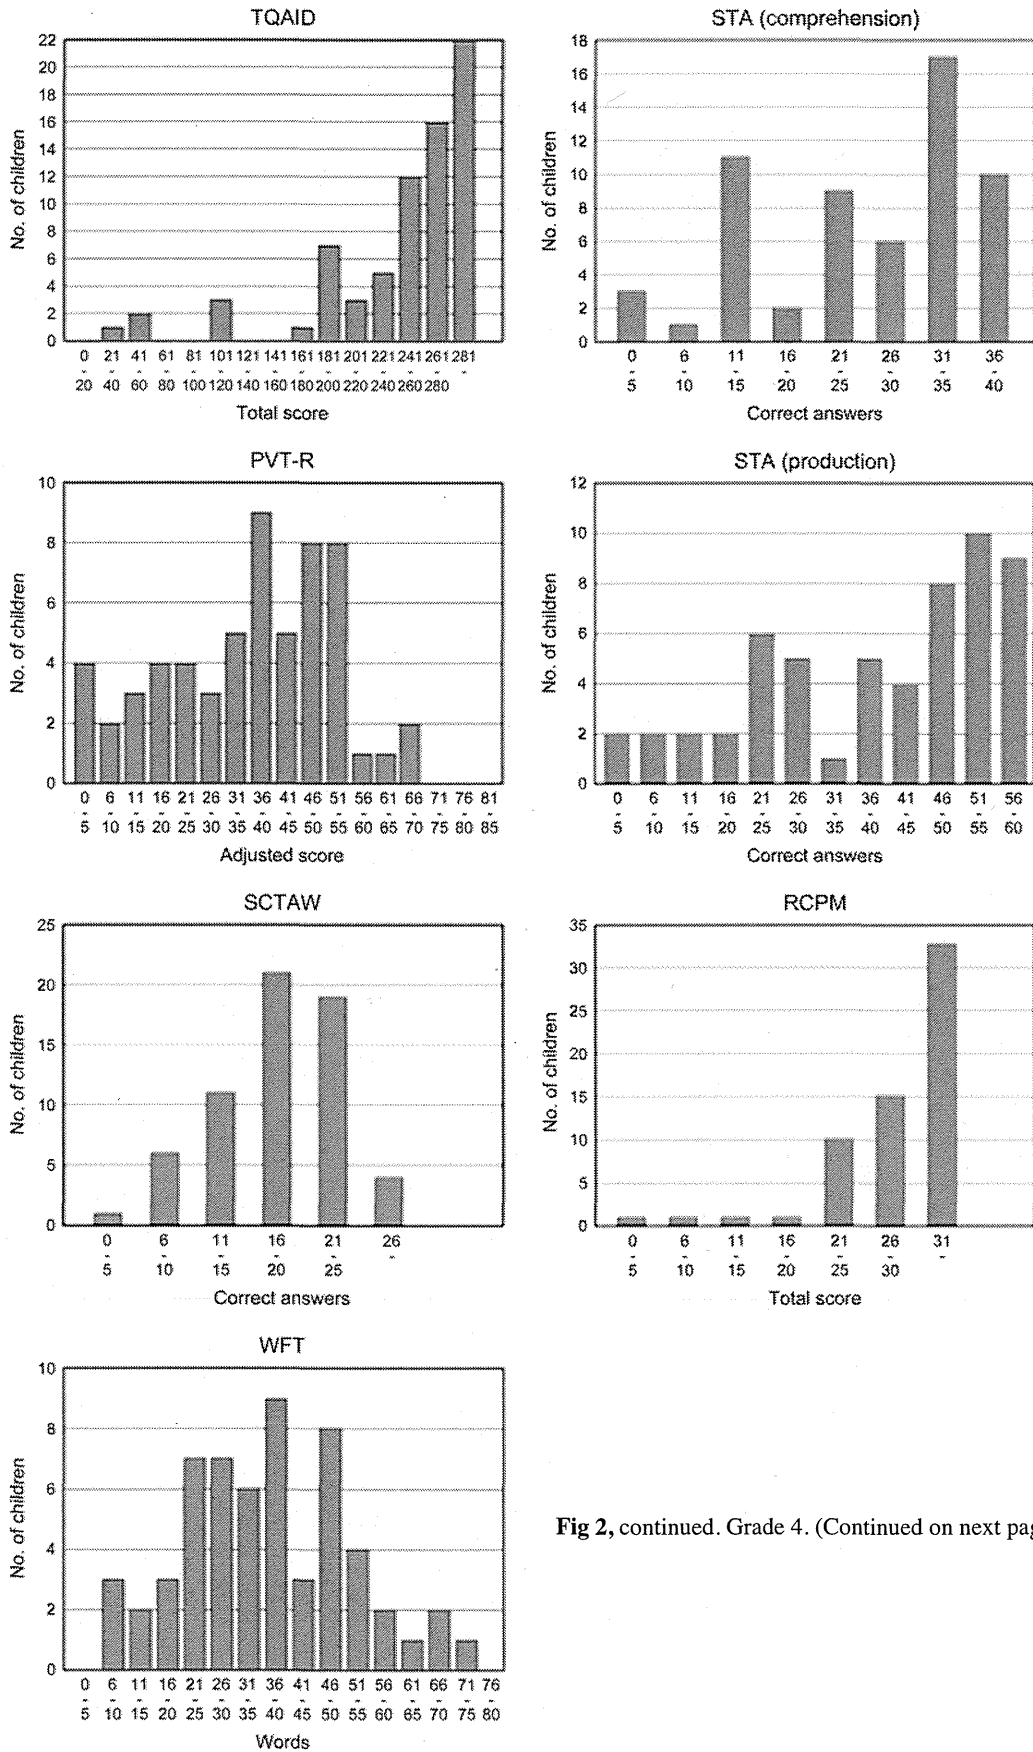 TQAID
No. of children
22
20
18
16
14
12
10
8
6
4
2
0
0 21 41 61 81 101 121 141 161 181 201 221 241 261 281
- - - - - - - - - - - - - - -
20 40 60 80 100 120 140 160 180 200 220 240 260 280
Total score
STA (comprehension)
No. of children
18
16
14
12
10
8
6
4
2
0
0 6 11 16 21 26 31 36
- - - - - - - -
5 10 15 20 25 30 35 40
Correct answers
PVT-R
No. of children
10
8
6
4
2
0
0 6 11 16 21 26 31 36 41 46 51 56 61 66 71 76 81
- - - - - - - - - - - - - - - - -
5 10 15 20 25 30 35 40 45 50 55 60 65 70 75 80 85
Adjusted score
STA (production)
No. of children
12
10
8
6
4
2
0
0 6 11 16 21 26 31 36 41 46 51 56
- - - - - - - - - - - -
5 10 15 20 25 30 35 40 45 50 55 60
Correct answers
SCTAW
No. of children
25
20
15
10
5
0
0 6 11 16 21 26
- - - - - -
5 10 15 20 25
Correct answers
RCPM
No. of children
35
30
25
20
15
10
5
0
0 6 11 16 21 26 31
- - - - - - -
5 10 15 20 25 30
Total score
WFT
No. of children
10
8
6
4
2
0
0 6 11 16 21 26 31 36 41 46 51 56 61 66 71 76
- - - - - - - - - - - - - - - -
5 10 15 20 25 30 35 40 45 50 55 60 65 70 75 80
Words
Fig 2, continued. Grade 4. (Continued on next pag